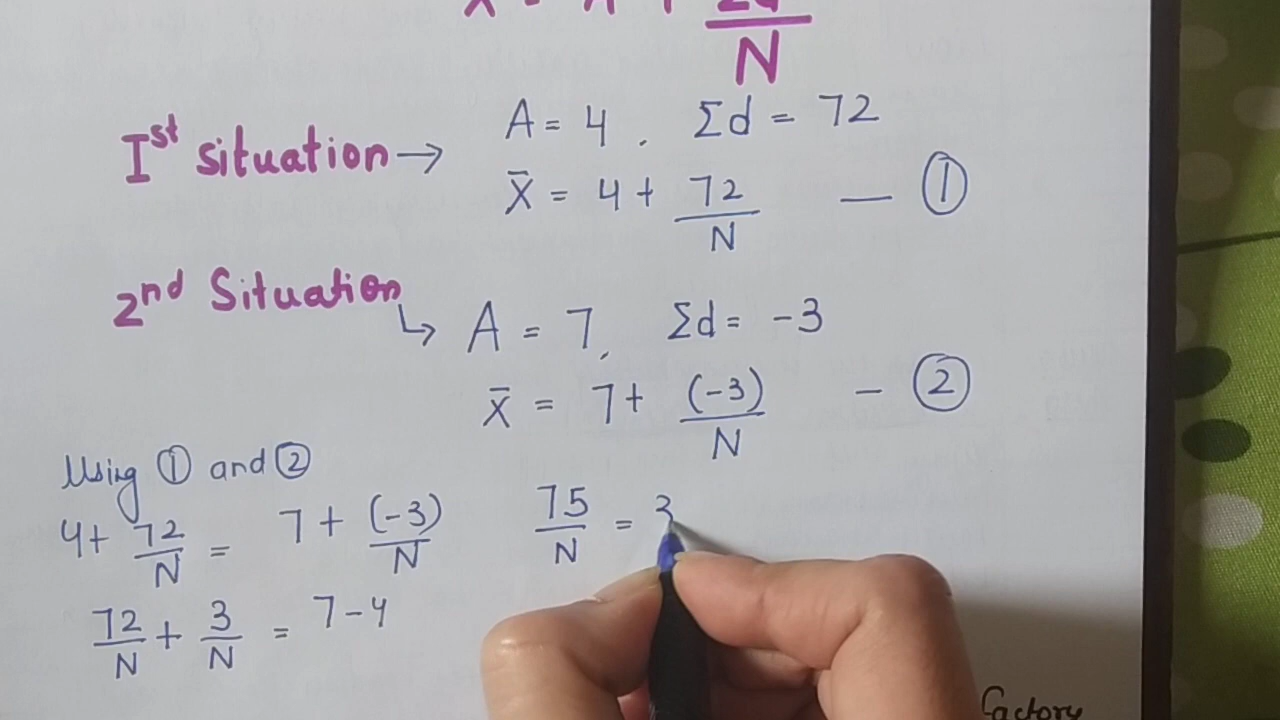 N
Ist situation → A = 4 , Σd = 72
X̄ = 4 + 72/N — ①
2nd Situation ↳ A = 7, Σd = -3
X̄ = 7 + (-3)/N - ②
Using ① and ②
4 + 72/N = 7 + (-3)/N
75/N = 3
72/N + 3/N = 7 - 4
factory